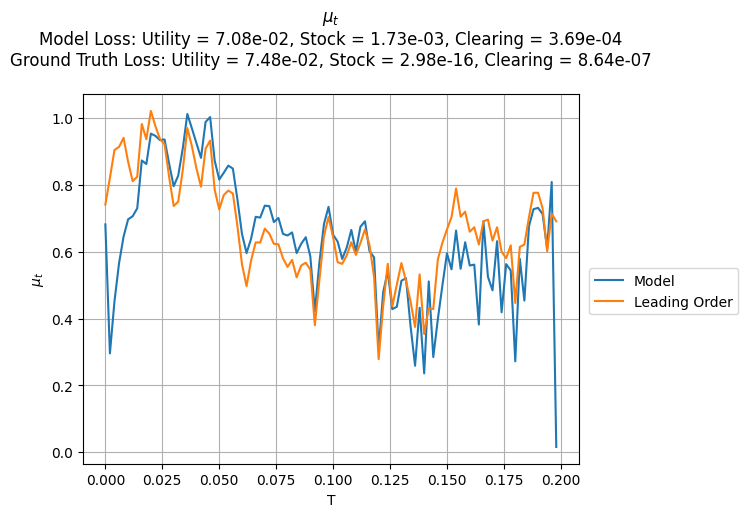 μ_t
Model Loss: Utility = 7.08e-02, Stock = 1.73e-03, Clearing = 3.69e-04
Ground Truth Loss: Utility = 7.48e-02, Stock = 2.98e-16, Clearing = 8.64e-07
1.0
0.8
0.6
0.4
0.2
0.0
μ_t
0.000 0.025 0.050 0.075 0.100 0.125 0.150 0.175 0.200
T
Model
Leading Order